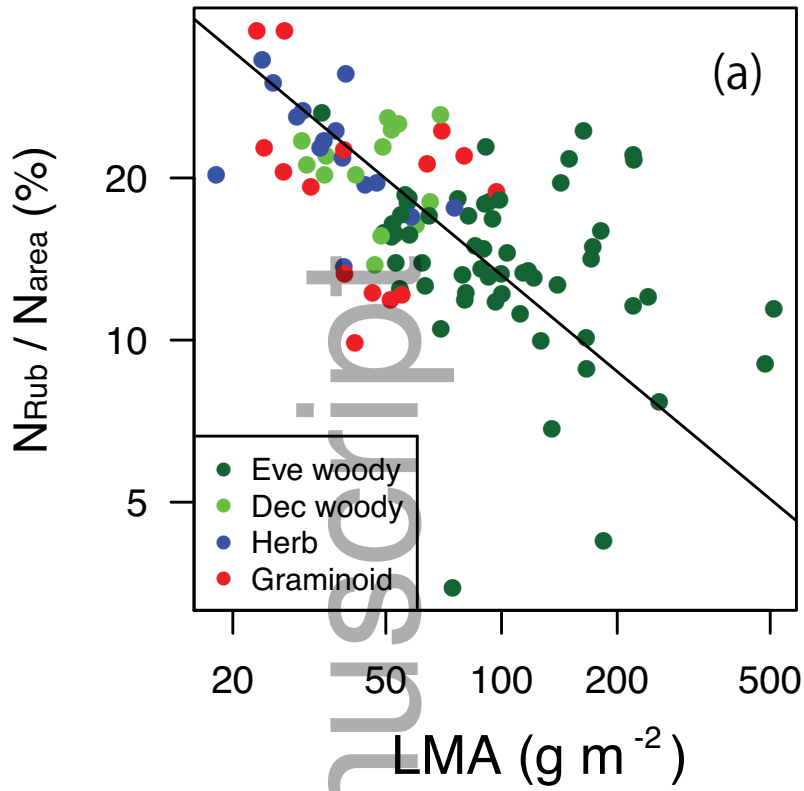 (a)
NRub / Narea (%)
20
10
5
Eve woody
Dec woody
Herb
Graminoid
20 50 100 200 500
LMA (g m-2)
nuscript